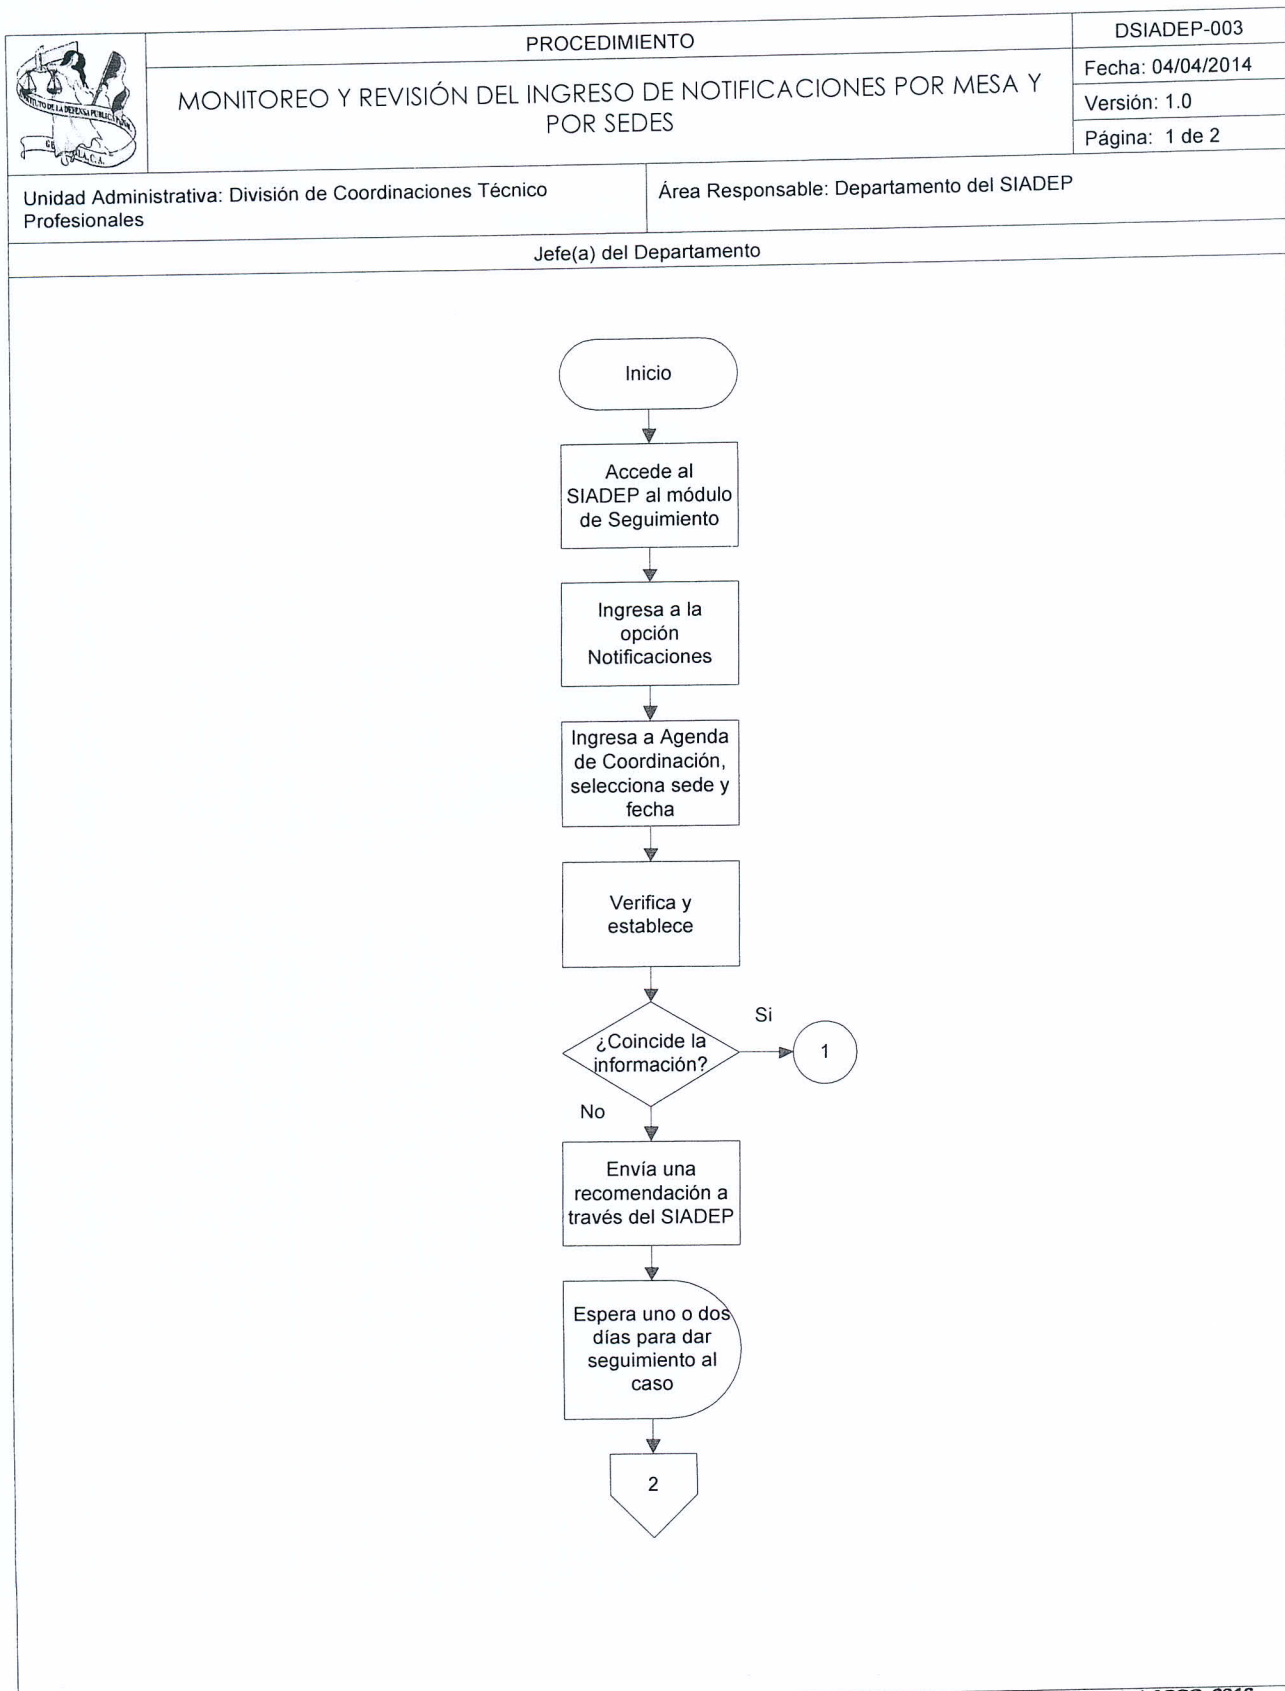 PROCEDIMIENTO
DSIADEP-003
MONITOREO Y REVISIÓN DEL INGRESO DE NOTIFICACIONES POR MESA Y
POR SEDES
Fecha: 04/04/2014
Versión: 1.0
Página: 1 de 2
Unidad Administrativa: División de Coordinaciones Técnico
Profesionales
Área Responsable: Departamento del SIADEP
Jefe(a) del Departamento
Inicio
Accede al
SIADEP al módulo
de Seguimiento
Ingresa a la
opción
Notificaciones
Ingresa a Agenda
de Coordinación,
selecciona sede y
fecha
Verifica y
establece
¿Coincide la
información?
Si
1
No
Envía una
recomendación a
través del SIADEP
Espera uno o dos
días para dar
seguimiento al
caso
2